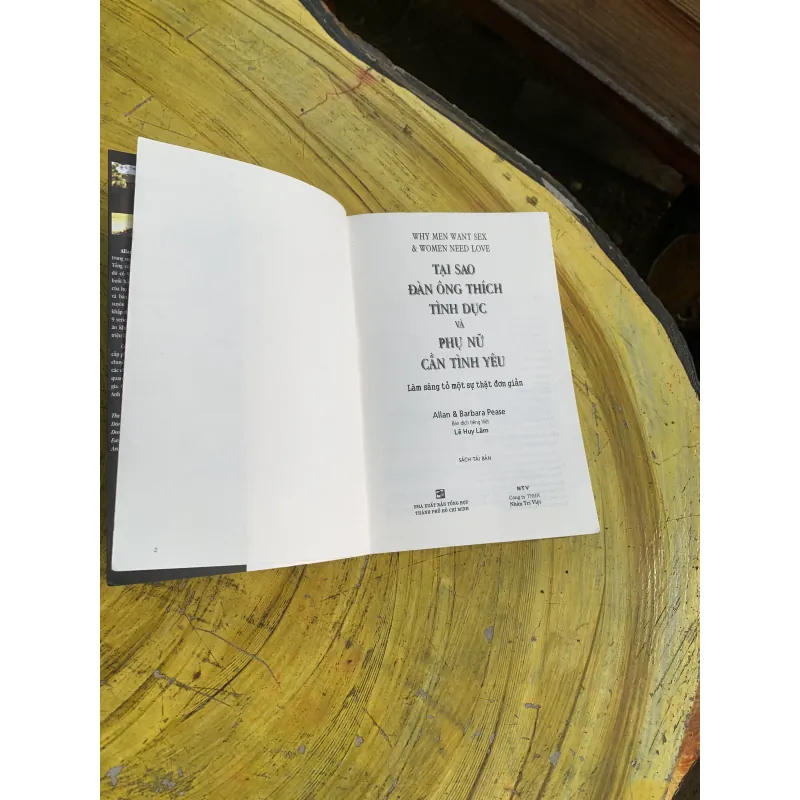 2
WHY MEN WANT SEX
& WOMEN NEED LOVE
TẠI SAO
ĐÀN ÔNG THÍCH
TÌNH DỤC
VÀ
PHỤ NỮ
CẦN TÌNH YÊU
Làm sáng tỏ một sự thật đơn giản
Allan & Barbara Pease
Bản dịch tiếng Việt
Lê Huy Lâm
SÁCH TÁI BẢN
NHÀ XUẤT BẢN TỔNG HỢP
THÀNH PHỐ HỒ CHÍ MINH
NTV
Công ty TNHH
Nhân Trí Việt